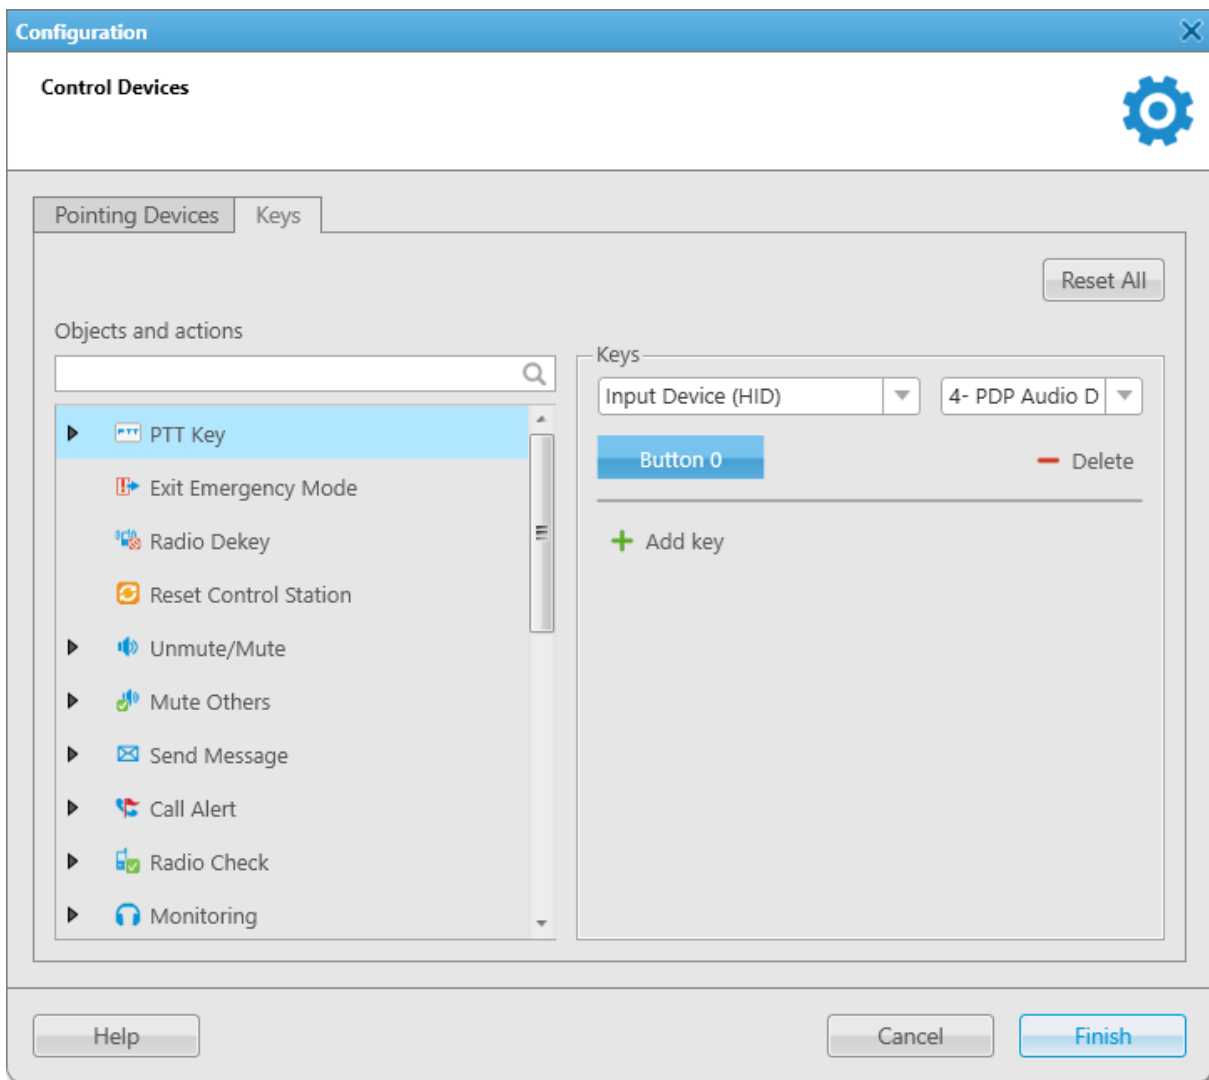 Configuration
Control Devices
Pointing Devices
Keys
Reset All
Objects and actions
PTT PTT Key
Exit Emergency Mode
Radio Dekey
Reset Control Station
Unmute/Mute
Mute Others
Send Message
Call Alert
Radio Check
Monitoring
Keys
Input Device (HID)
4- PDP Audio D
Button 0
Delete
Add key
Help
Cancel
Finish